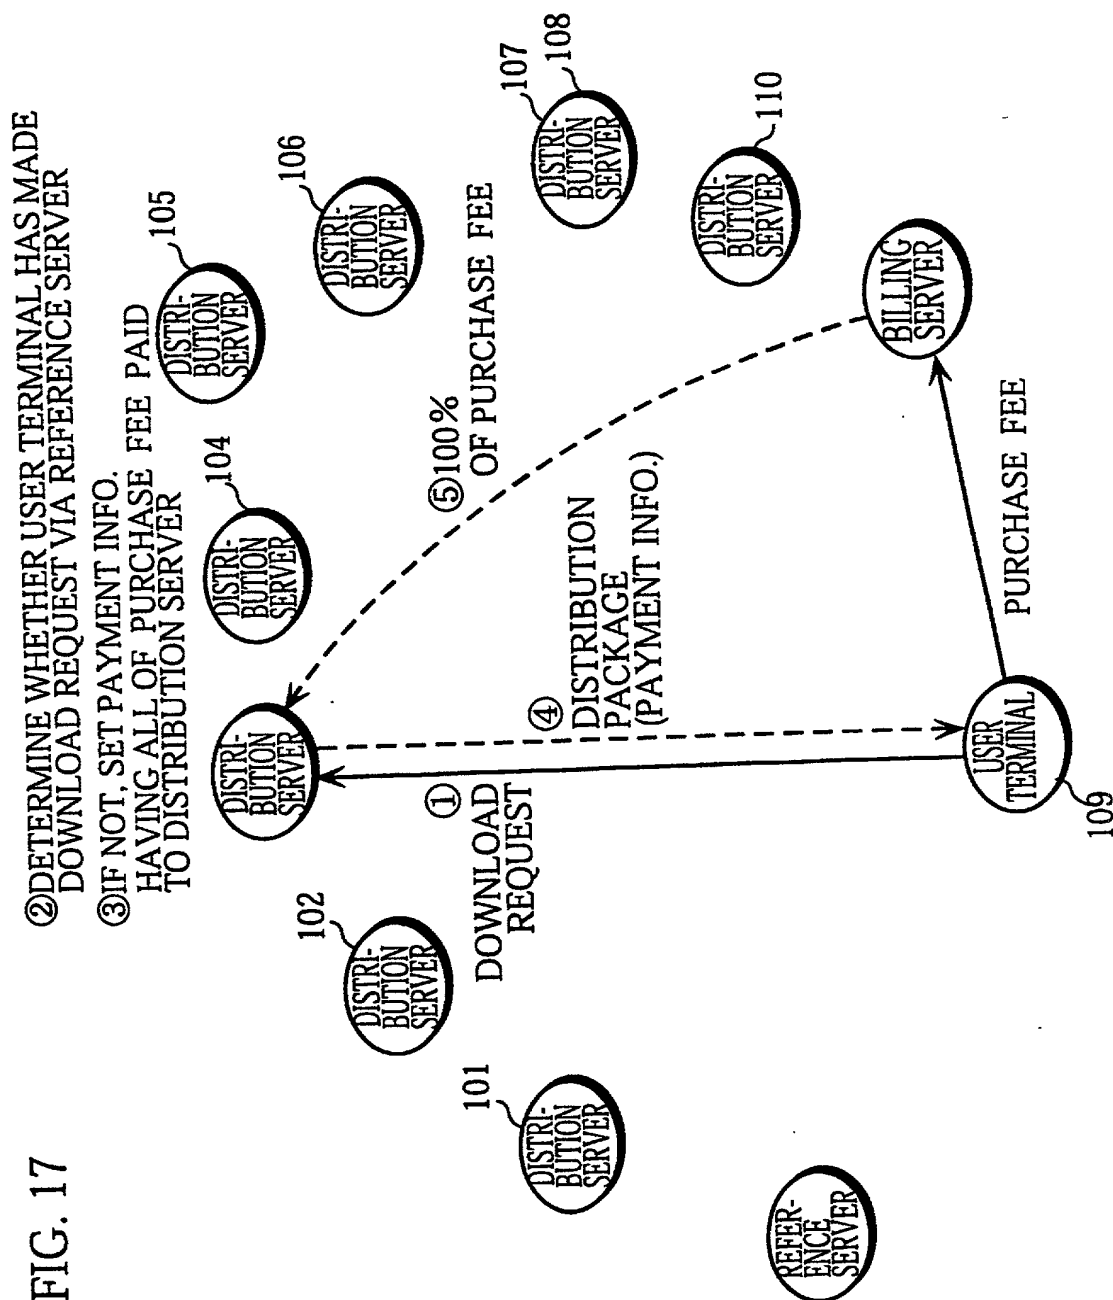 FIG. 17
②DETERMINE WHETHER USER TERMINAL HAS MADE
DOWNLOAD REQUEST VIA REFERENCE SERVER
③IF NOT, SET PAYMENT INFO.
HAVING ALL OF PURCHASE FEE PAID
TO DISTRIBUTION SERVER
DISTRI-
BUTION
SERVER
104
DISTRI-
BUTION
SERVER
105
DISTRI-
BUTION
SERVER
106
DISTRI-
BUTION
SERVER
102
DISTRI-
BUTION
SERVER
107
108
DISTRI-
BUTION
SERVER
101
DISTRI-
BUTION
SERVER
110
DISTRI-
BUTION
SERVER
①
DOWNLOAD
REQUEST
④
DISTRIBUTION
PACKAGE
(PAYMENT INFO.)
⑤100%
OF PURCHASE FEE
REFER-
ENCE
SERVER
USER
TERMINAL
109
PURCHASE FEE
BILLING
SERVER